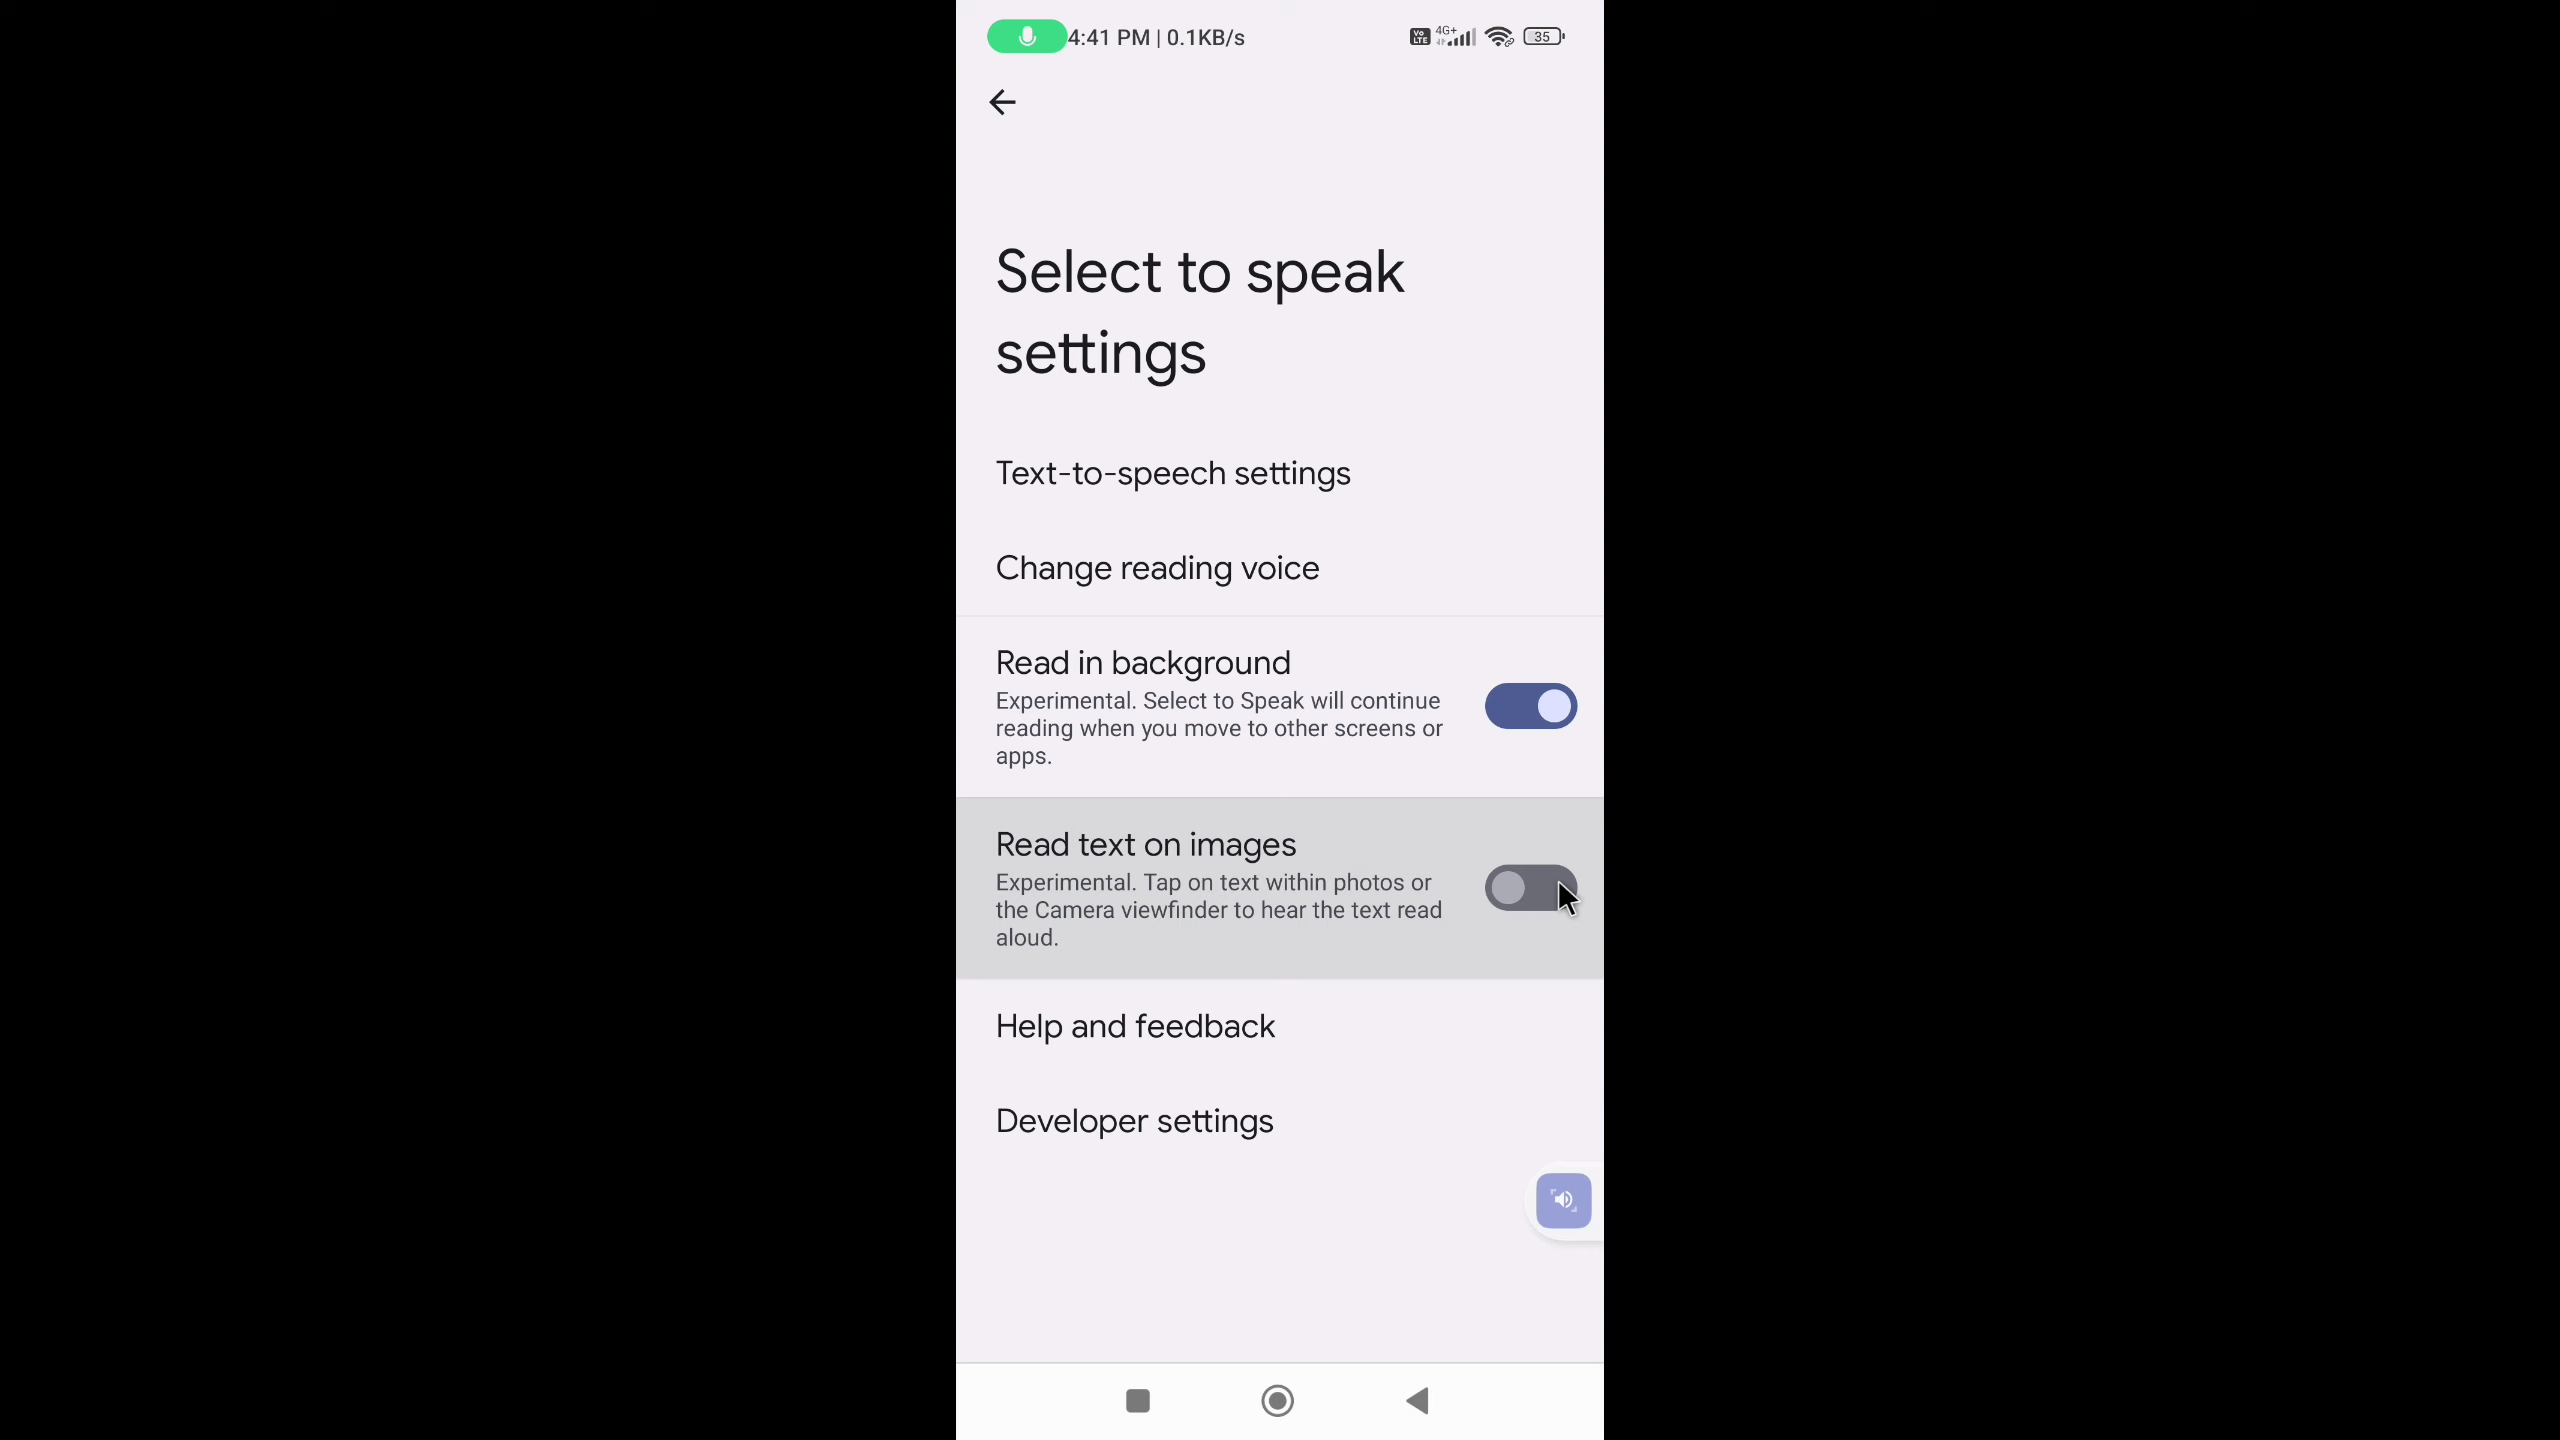 4:41 PM | 0.1KB/s
Vo LTE 4G+ 35
Select to speak
settings
Text-to-speech settings
Change reading voice
Read in background
Experimental. Select to Speak will continue
reading when you move to other screens or
apps.
Read text on images
Experimental. Tap on text within photos or
the Camera viewfinder to hear the text read
aloud.
Help and feedback
Developer settings